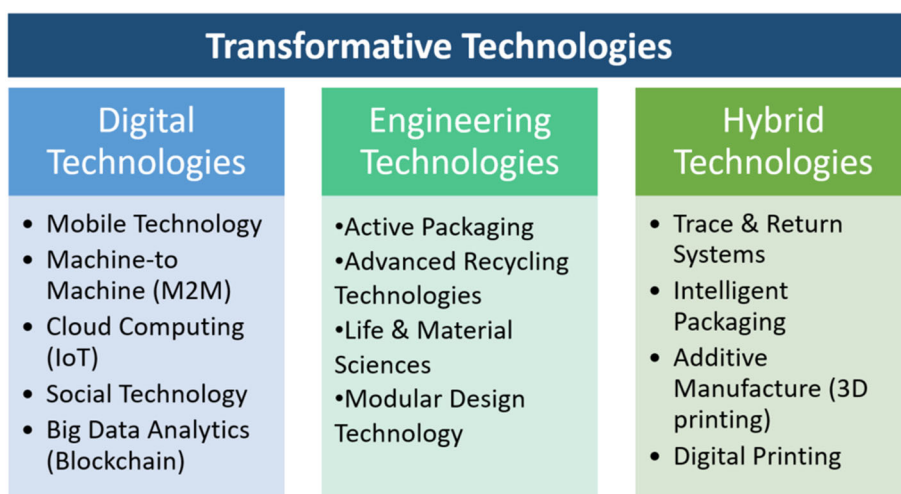 Transformative Technologies
Digital
Technologies
• Mobile Technology
• Machine-to
Machine (M2M)
• Cloud Computing
(IoT)
• Social Technology
• Big Data Analytics
(Blockchain)
Engineering
Technologies
•Active Packaging
•Advanced Recycling
Technologies
•Life & Material
Sciences
•Modular Design
Technology
Hybrid
Technologies
• Trace & Return
Systems
• Intelligent
Packaging
• Additive
Manufacture (3D
printing)
• Digital Printing